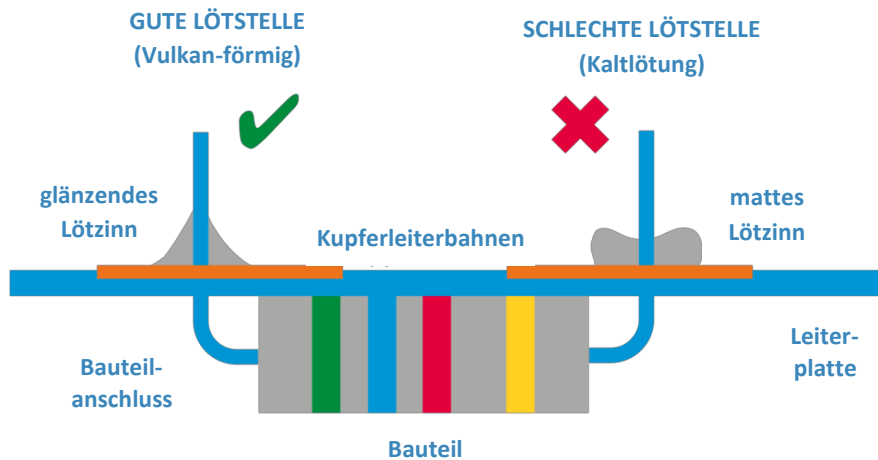 GUTE LÖTSTELLE
(Vulkan-förmig)
SCHLECHTE LÖTSTELLE
(Kaltlötung)
glänzendes
Lötzinn
Kupferleiterbahnen
mattes
Lötzinn
Bauteil-
anschluss
Leiter-
platte
Bauteil